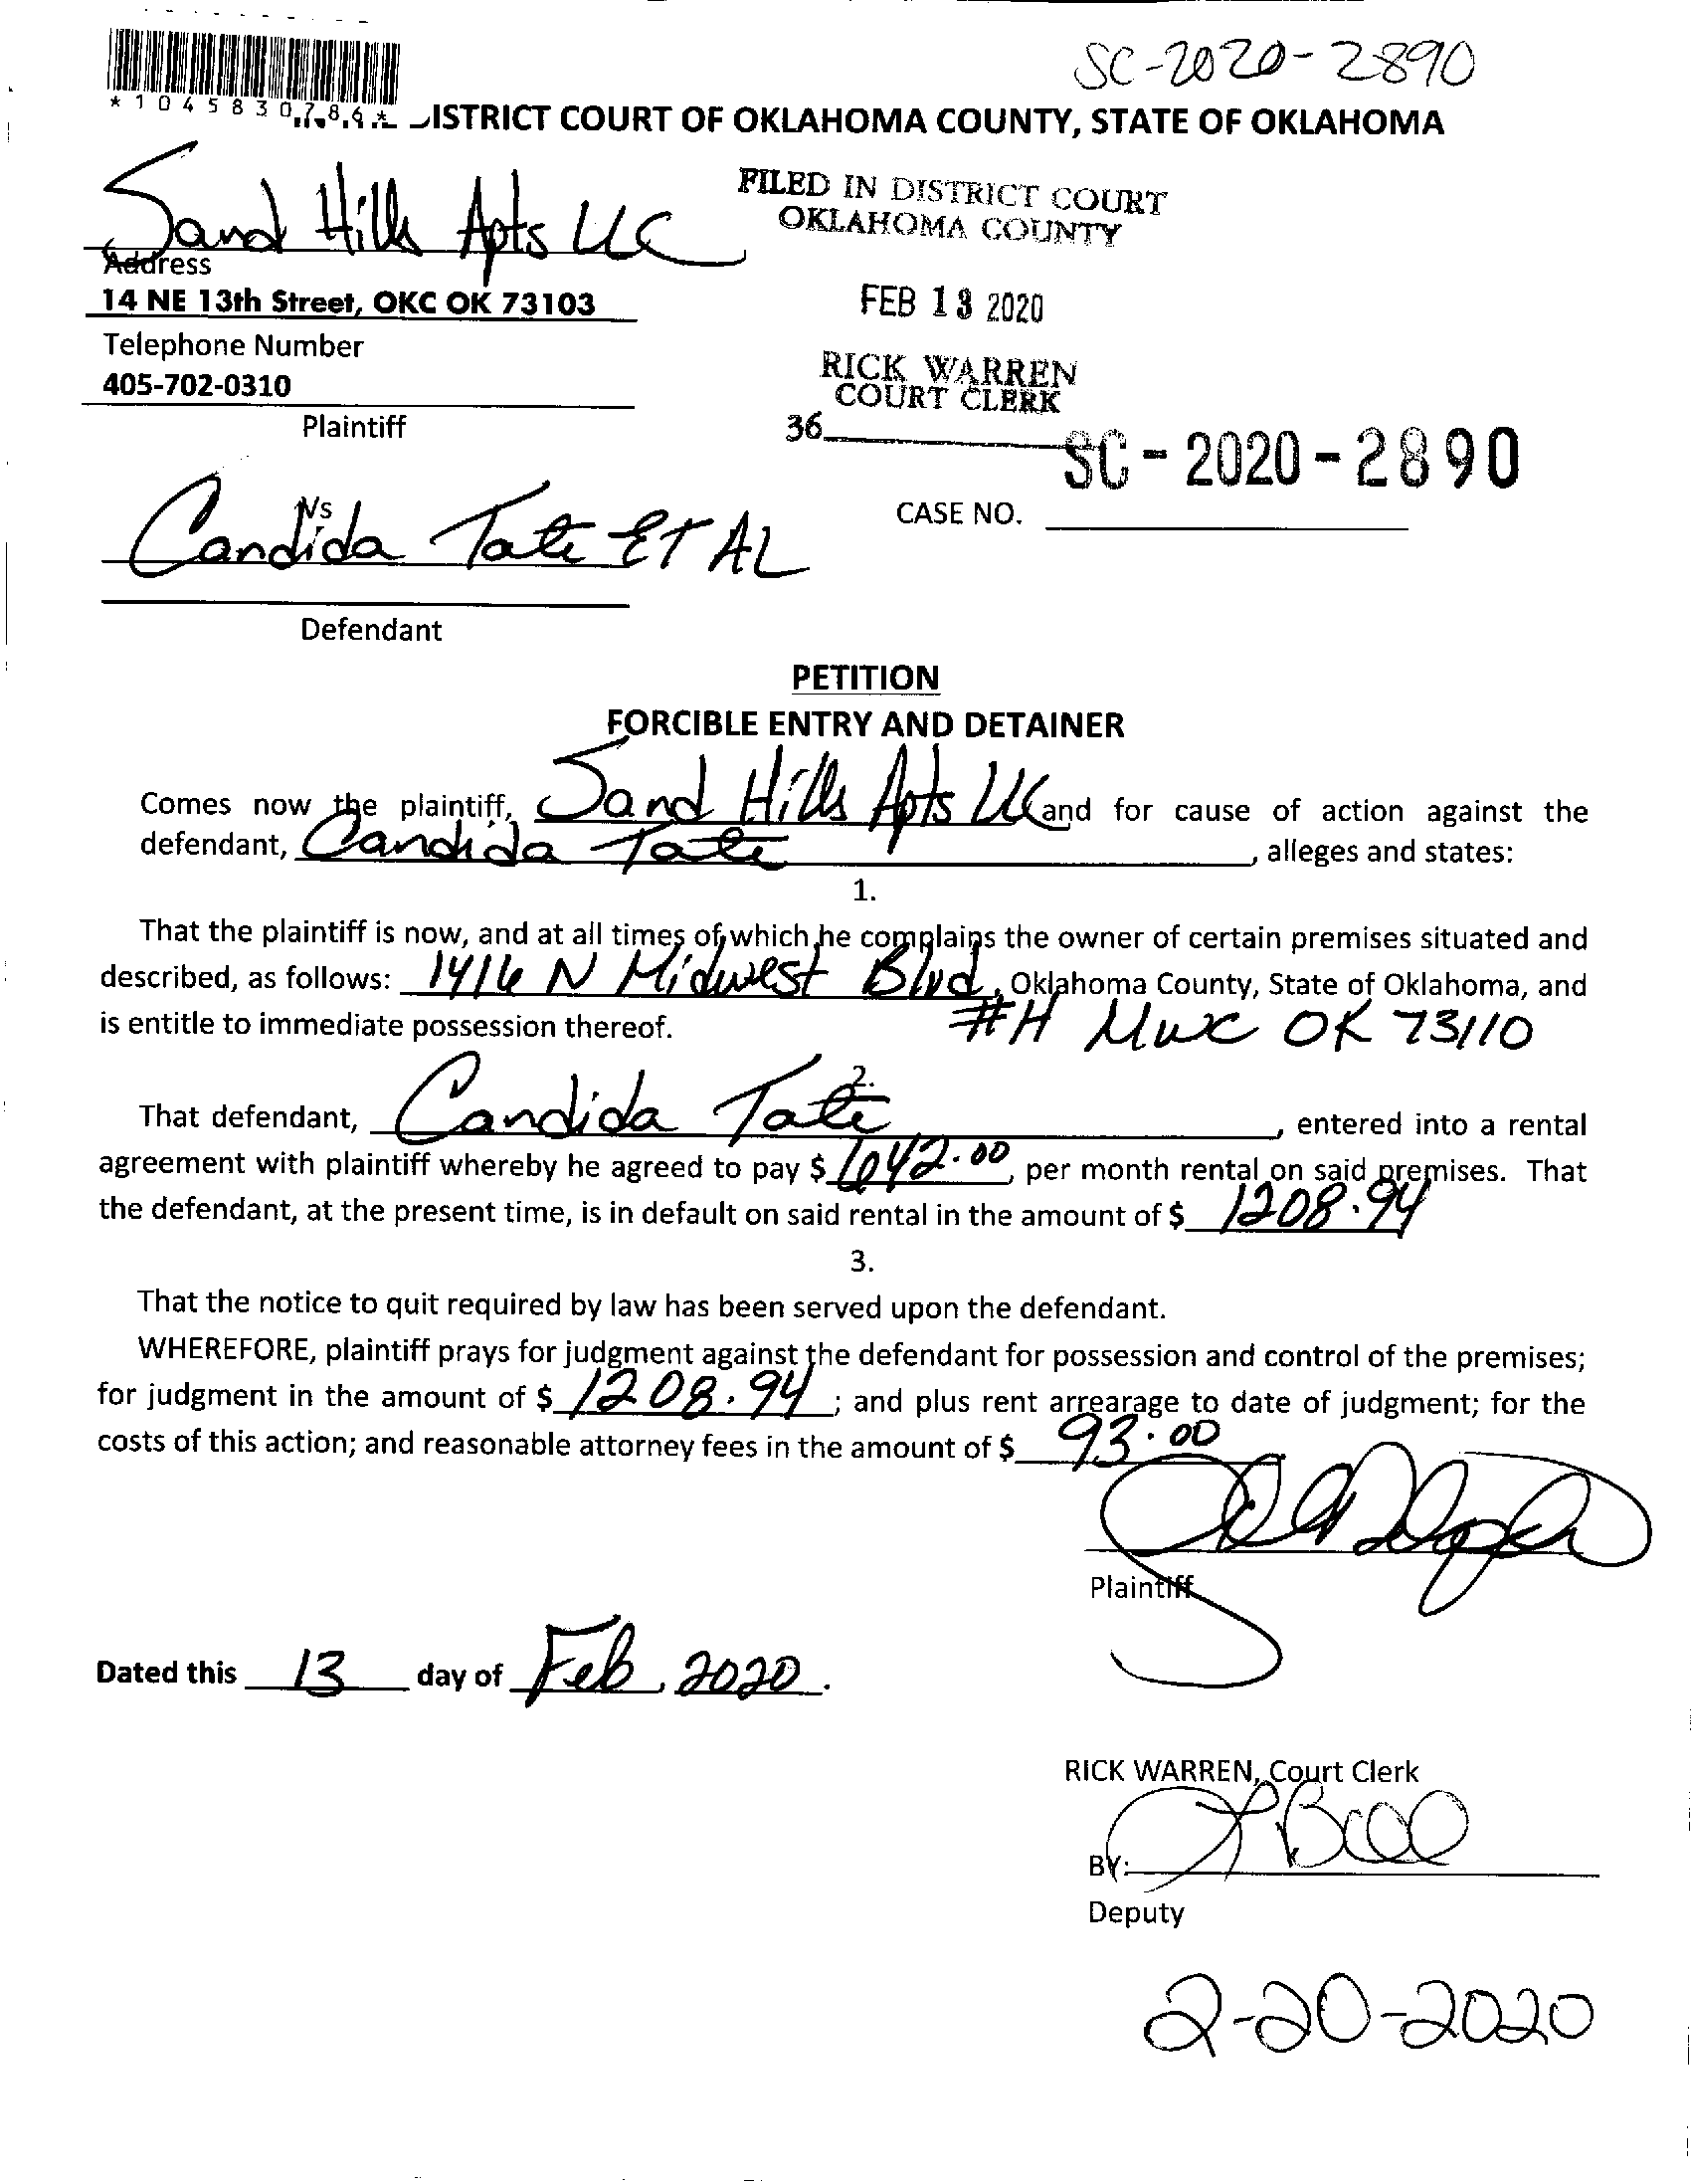 SC-2020-2890
*1045830786*
ISTRICT COURT OF OKLAHOMA COUNTY, STATE OF OKLAHOMA
Sand Hills Apts LLC
FILED IN DISTRICT COURT
OKLAHOMA COUNTY
Address
14 NE 13th Street, OKC OK 73103
FEB 13 2020
Telephone Number
405-702-0310
RICK WARREN
COURT CLERK
Plaintiff
36
SC-2020-2890
Vs
CASE NO.
Candida Tate ET AL
Defendant
PETITION
FORCIBLE ENTRY AND DETAINER
Comes now the plaintiff, Sand Hills Apts LLC and for cause of action against the
defendant, Candida Tate, alleges and states:
1.
That the plaintiff is now, and at all times of which he complains the owner of certain premises situated and
described, as follows: 1416 N Midwest Blvd, Oklahoma County, State of Oklahoma, and
is entitle to immediate possession thereof. #H MWC OK 73110
2.
That defendant, Candida Tate, entered into a rental
agreement with plaintiff whereby he agreed to pay $ 642.00, per month rental on said premises. That
the defendant, at the present time, is in default on said rental in the amount of $ 1208.94
3.
That the notice to quit required by law has been served upon the defendant.
WHEREFORE, plaintiff prays for judgment against the defendant for possession and control of the premises;
for judgment in the amount of $ 1208.94; and plus rent arrearage to date of judgment; for the
costs of this action; and reasonable attorney fees in the amount of $ 93.00
Plaintiff
Dated this 13 day of Feb, 2020.
RICK WARREN, Court Clerk
BY:
Deputy
2-20-2020